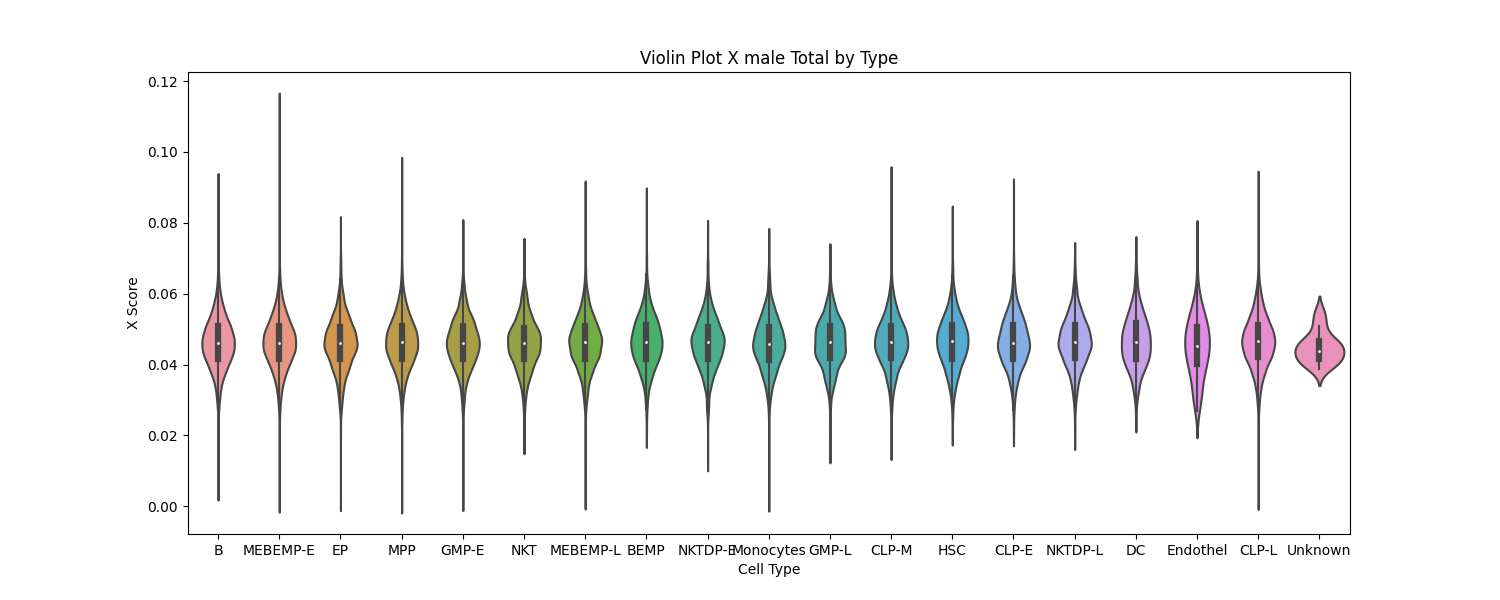 Violin Plot X male Total by Type
0.12
0.10
0.08
0.06
0.04
0.02
0.00
X Score
B MEBEMP-E EP MPP GMP-E NKT MEBEMP-L BEMP NKTDP-E Monocytes GMP-L CLP-M HSC CLP-E NKTDP-L DC Endothel CLP-L Unknown
Cell Type